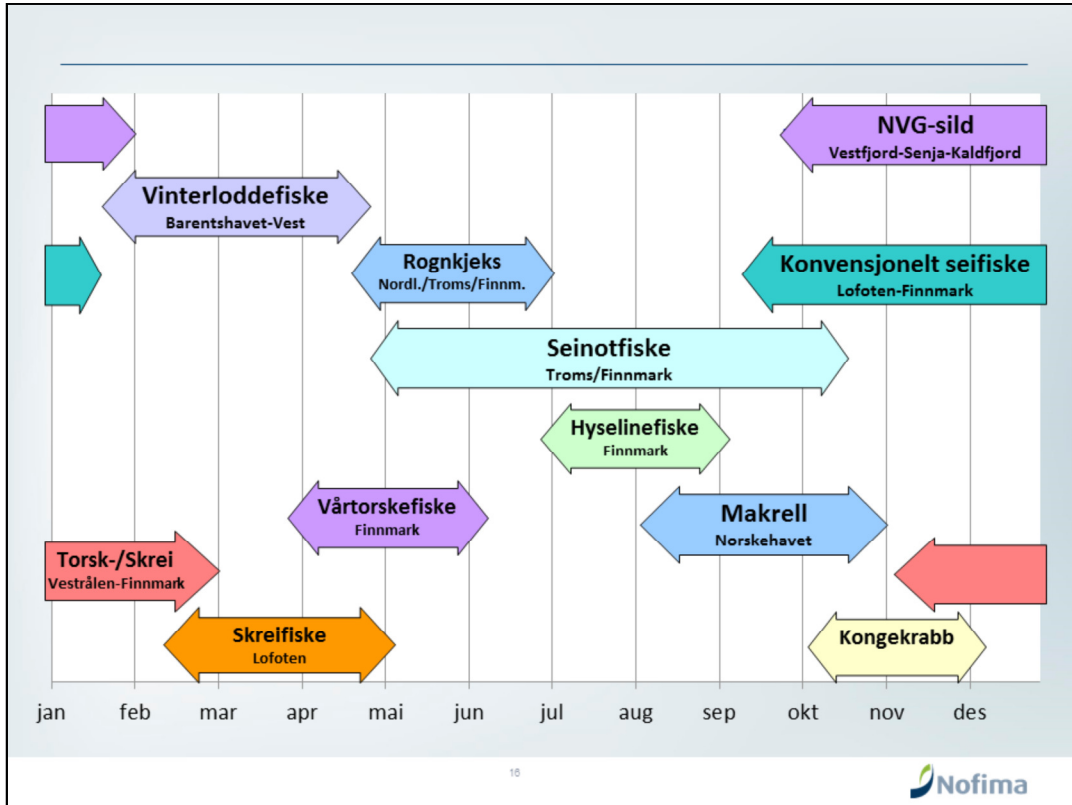 NVG-sild
Vestfjord-Senja-Kaldfjord
Vinterloddefiske
Barentshavet-Vest
Rognkjeks
Nordl./Troms/Finnm.
Konvensjonelt seifiske
Lofoten-Finnmark
Seinotfiske
Troms/Finnmark
Hyselinefiske
Finnmark
Vårtorskefiske
Finnmark
Makrell
Norskehavet
Torsk-/Skrei
Vestrålen-Finnmark
Skreifiske
Lofoten
Kongekrabb
jan feb mar apr mai jun jul aug sep okt nov des
16
Nofima